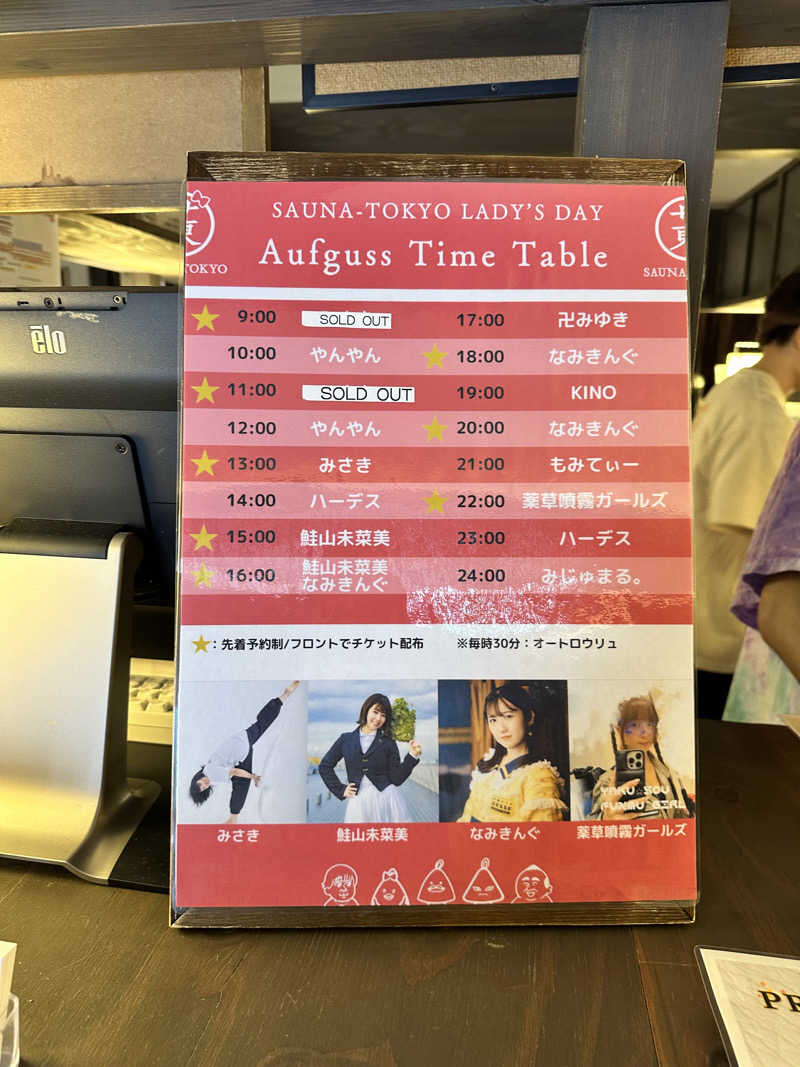 SAUNA-TOKYO LADY'S DAY
Aufguss Time Table
東
TOKYO
SAUNA-
elo
★ 9:00 SOLD OUT
10:00 やんやん
★ 11:00 SOLD OUT
12:00 やんやん
★ 13:00 みさき
14:00 ハーデス
★ 15:00 鮭山未菜美
★ 16:00 鮭山未菜美
なみきんぐ
17:00 卍みゆき
★ 18:00 なみきんぐ
19:00 KINO
★ 20:00 なみきんぐ
21:00 もみてぃー
★ 22:00 薬草噴霧ガールズ
23:00 ハーデス
24:00 みじゅまる。
★：先着予約制/フロントでチケット配布 ※毎時30分：オートロウリュ
YAKU☆SOU
FUNMU☆GIRL
みさき 鮭山未菜美 なみきんぐ 薬草噴霧ガールズ
PR